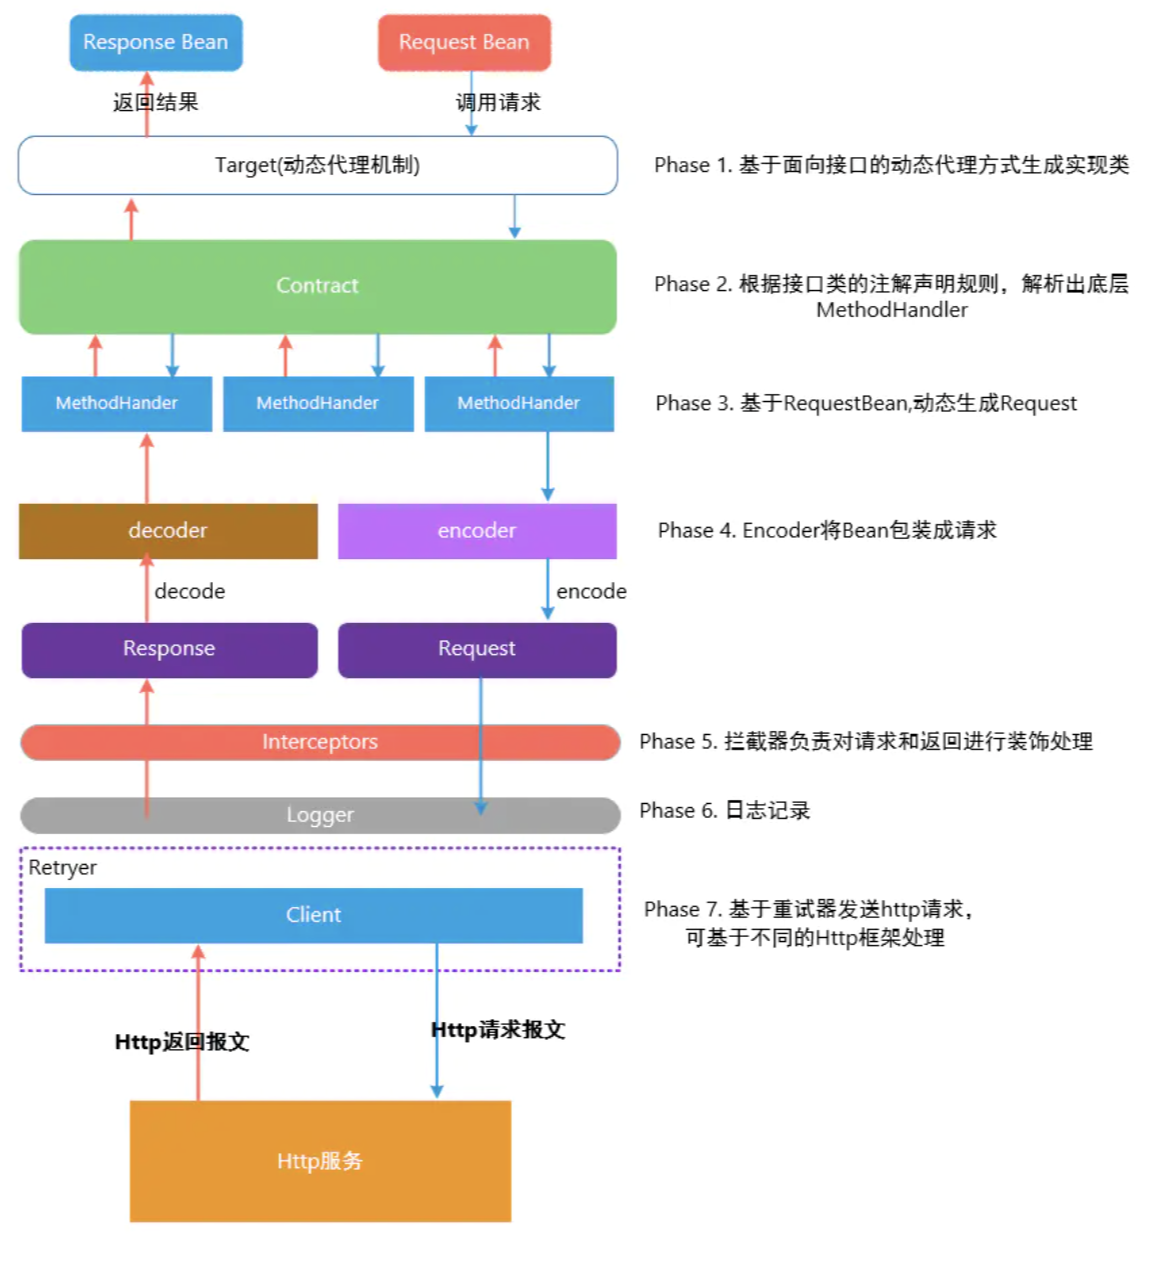 Response Bean
Request Bean
返回结果
调用请求
Target(动态代理机制)
Phase 1. 基于面向接口的动态代理方式生成实现类
Contract
Phase 2. 根据接口类的注解声明规则，解析出底层
MethodHandler
MethodHander
MethodHander
MethodHander
Phase 3. 基于RequestBean,动态生成Request
decoder
encoder
Phase 4. Encoder将Bean包装成请求
decode
encode
Response
Request
Interceptors
Phase 5. 拦截器负责对请求和返回进行装饰处理
Logger
Phase 6. 日志记录
Retryer
Client
Phase 7. 基于重试器发送http请求，
可基于不同的Http框架处理
Http返回报文
Http请求报文
Http服务